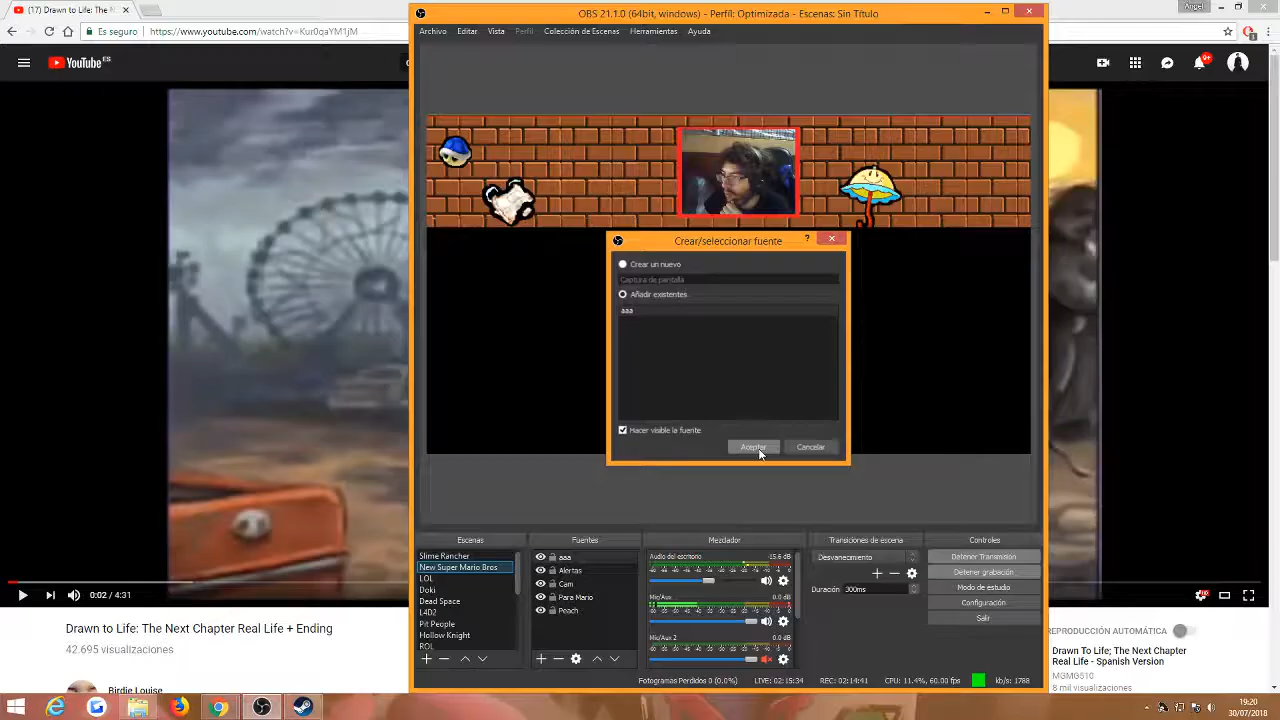 (17) Drawn to Life: The
OBS 21.1.0 (64bit, windows) - Perfil: Optimizada - Escenas: Sin Título
Angel
Es seguro
https://www.youtube.com/watch?v=Kur0qaYM1jM
Archivo Editar Vista Perfil Colección de Escenas Herramientas Ayuda
YouTube ES
9+
Crear/seleccionar fuente
Crear un nuevo
Captura de pantalla
Añadir existentes
aaa
Hacer visible la fuente
Aceptar Cancelar
0:02 / 4:31
Escenas
Slime Rancher
New Super Mario Bros
LOL
Doki
Dead Space
L4D2
Pit People
Hollow Knight
ROL
Fuentes
aaa
Alertas
Cam
Para Mario
Peach
Mezclador
Audio del escritorio -15.6 dB
Mic/Aux 0.0 dB
Mic/Aux 2 0.0 dB
Transiciones de escena
Desvanecimiento
Duración 300ms
Controles
Detener Transmisión
Detener grabación
Modo de estudio
Configuración
Salir
Fotogramas Perdidos 0 (0.0%) LIVE: 02:15:34 REC: 02:14:41 CPU: 11.4%, 60.00 fps kb/s: 1788
Drawn to Life: The Next Chapter Real Life + Ending
42.695 visualizaciones
Birdie Louise
REPRODUCCIÓN AUTOMÁTICA
Drawn To Life; The Next Chapter
Real Life - Spanish Version
MGMG510
8 mil visualizaciones
19:20
30/07/2018